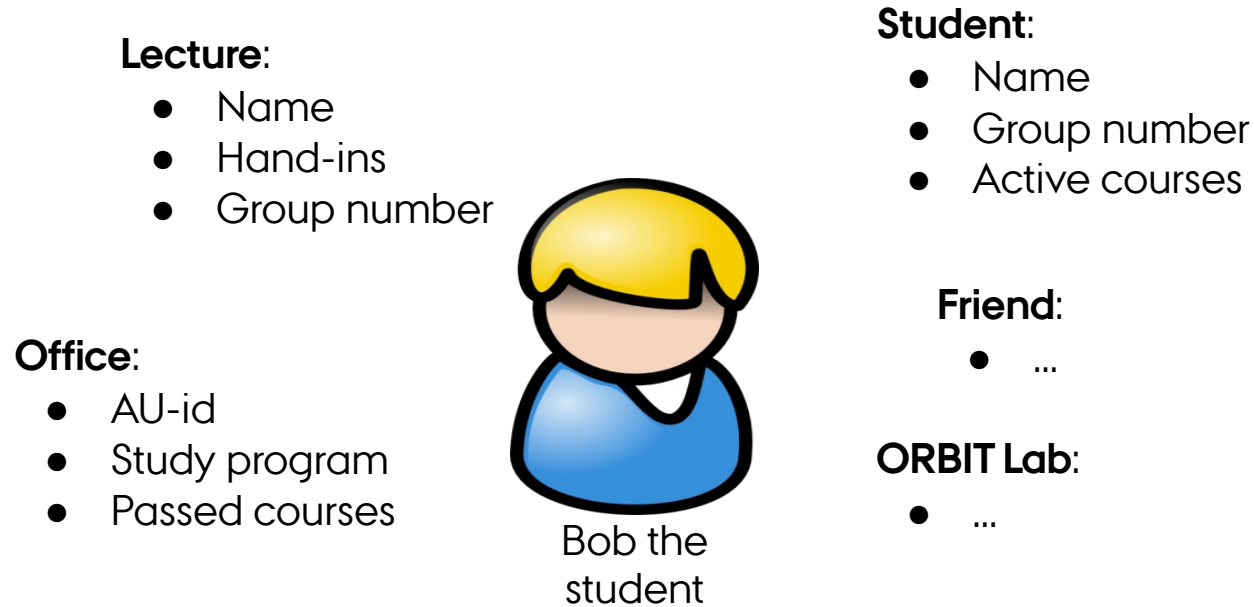 Lecture:
● Name
● Hand-ins
● Group number
Office:
● AU-id
● Study program
● Passed courses
Bob the
student
Student:
● Name
● Group number
● Active courses
Friend:
● ...
ORBIT Lab:
● ...